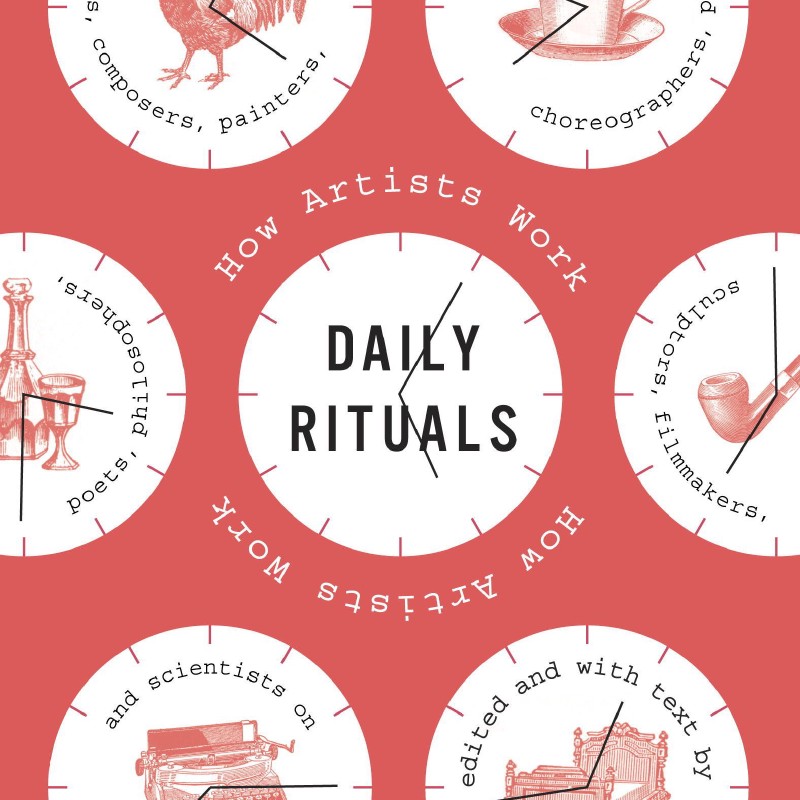 composers, painters,
choreographers,
How Artists Work
DAILY
RITUALS
poets, philosophers,
sculptors, filmmakers,
How Artists Work
and scientists on
edited and with text by